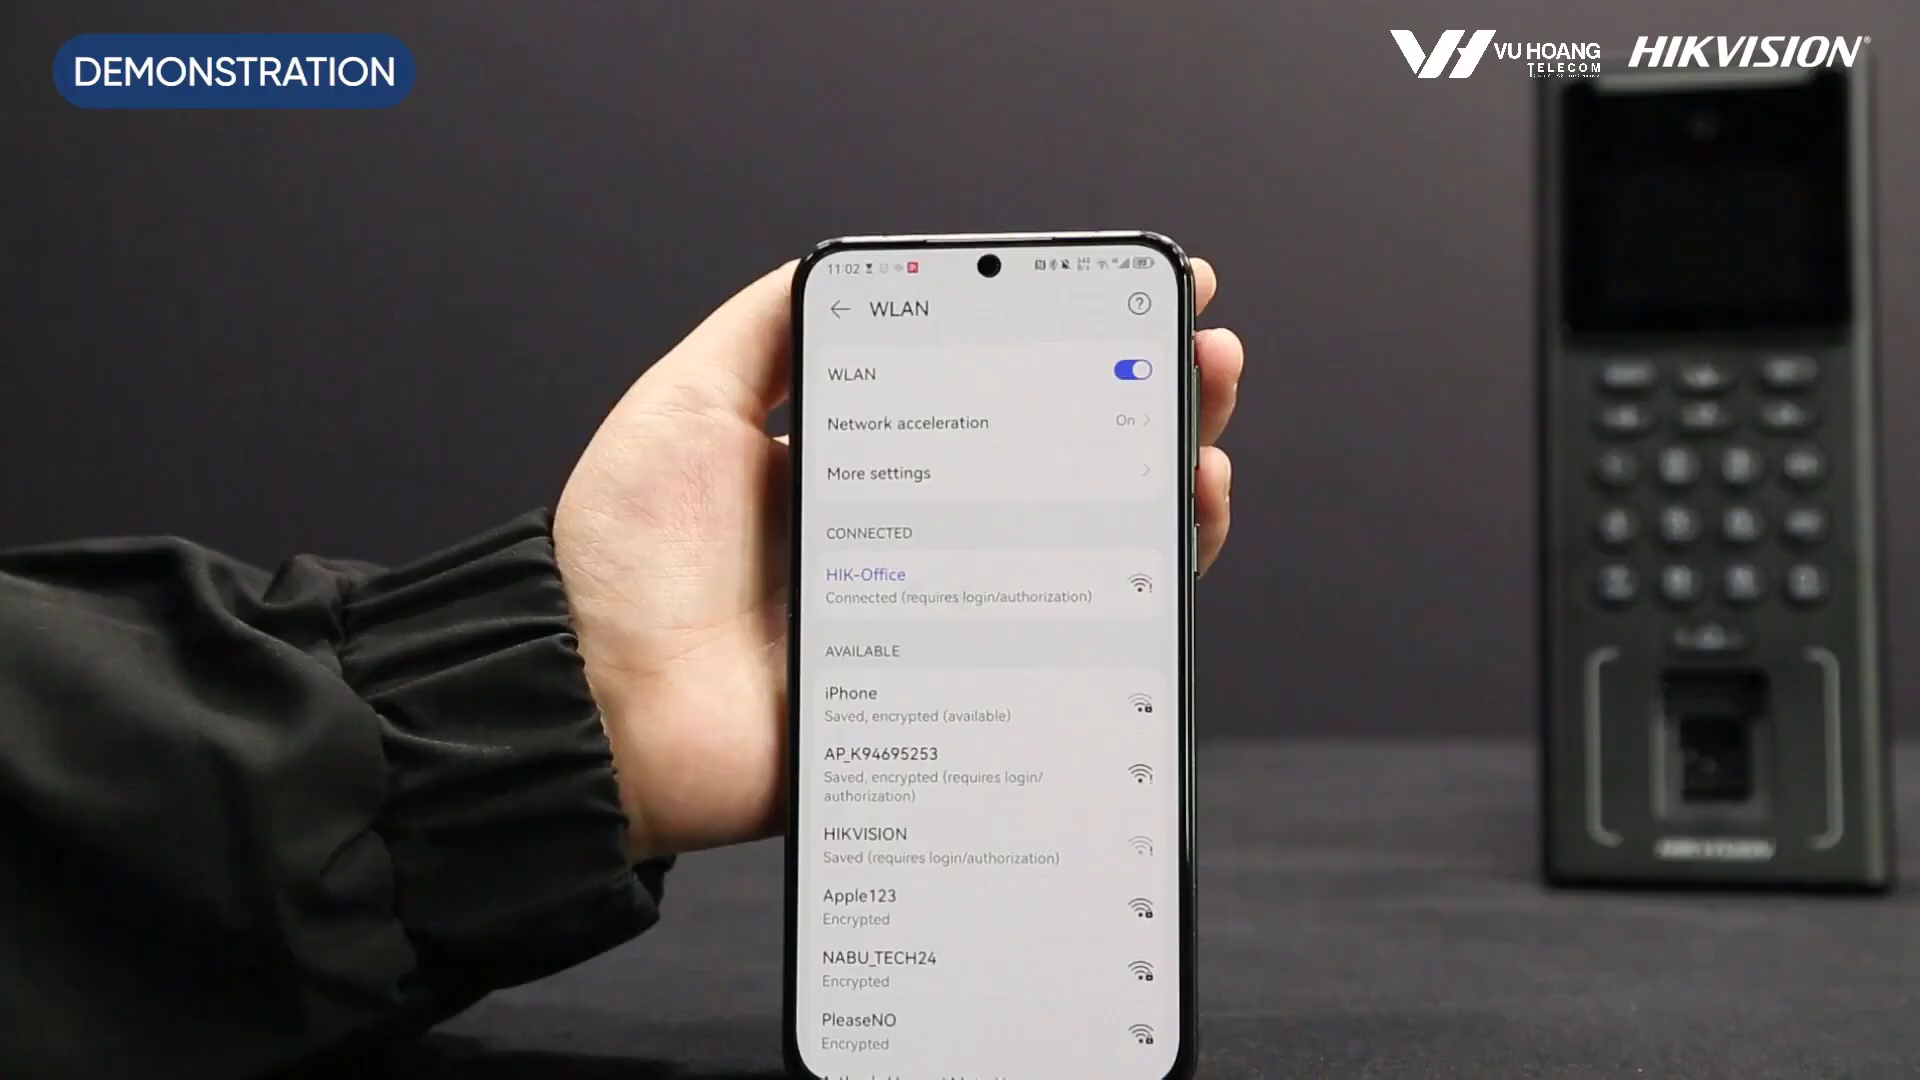 DEMONSTRATION
VU HOANG
TELECOM
HIKVISION®
11:02
WLAN
WLAN
Network acceleration On
More settings
CONNECTED
HIK-Office
Connected (requires login/authorization)
AVAILABLE
iPhone
Saved, encrypted (available)
AP_K94695253
Saved, encrypted (requires login/
authorization)
HIKVISION
Saved (requires login/authorization)
Apple123
Encrypted
NABU_TECH24
Encrypted
PleaseNO
Encrypted
HIKVISION